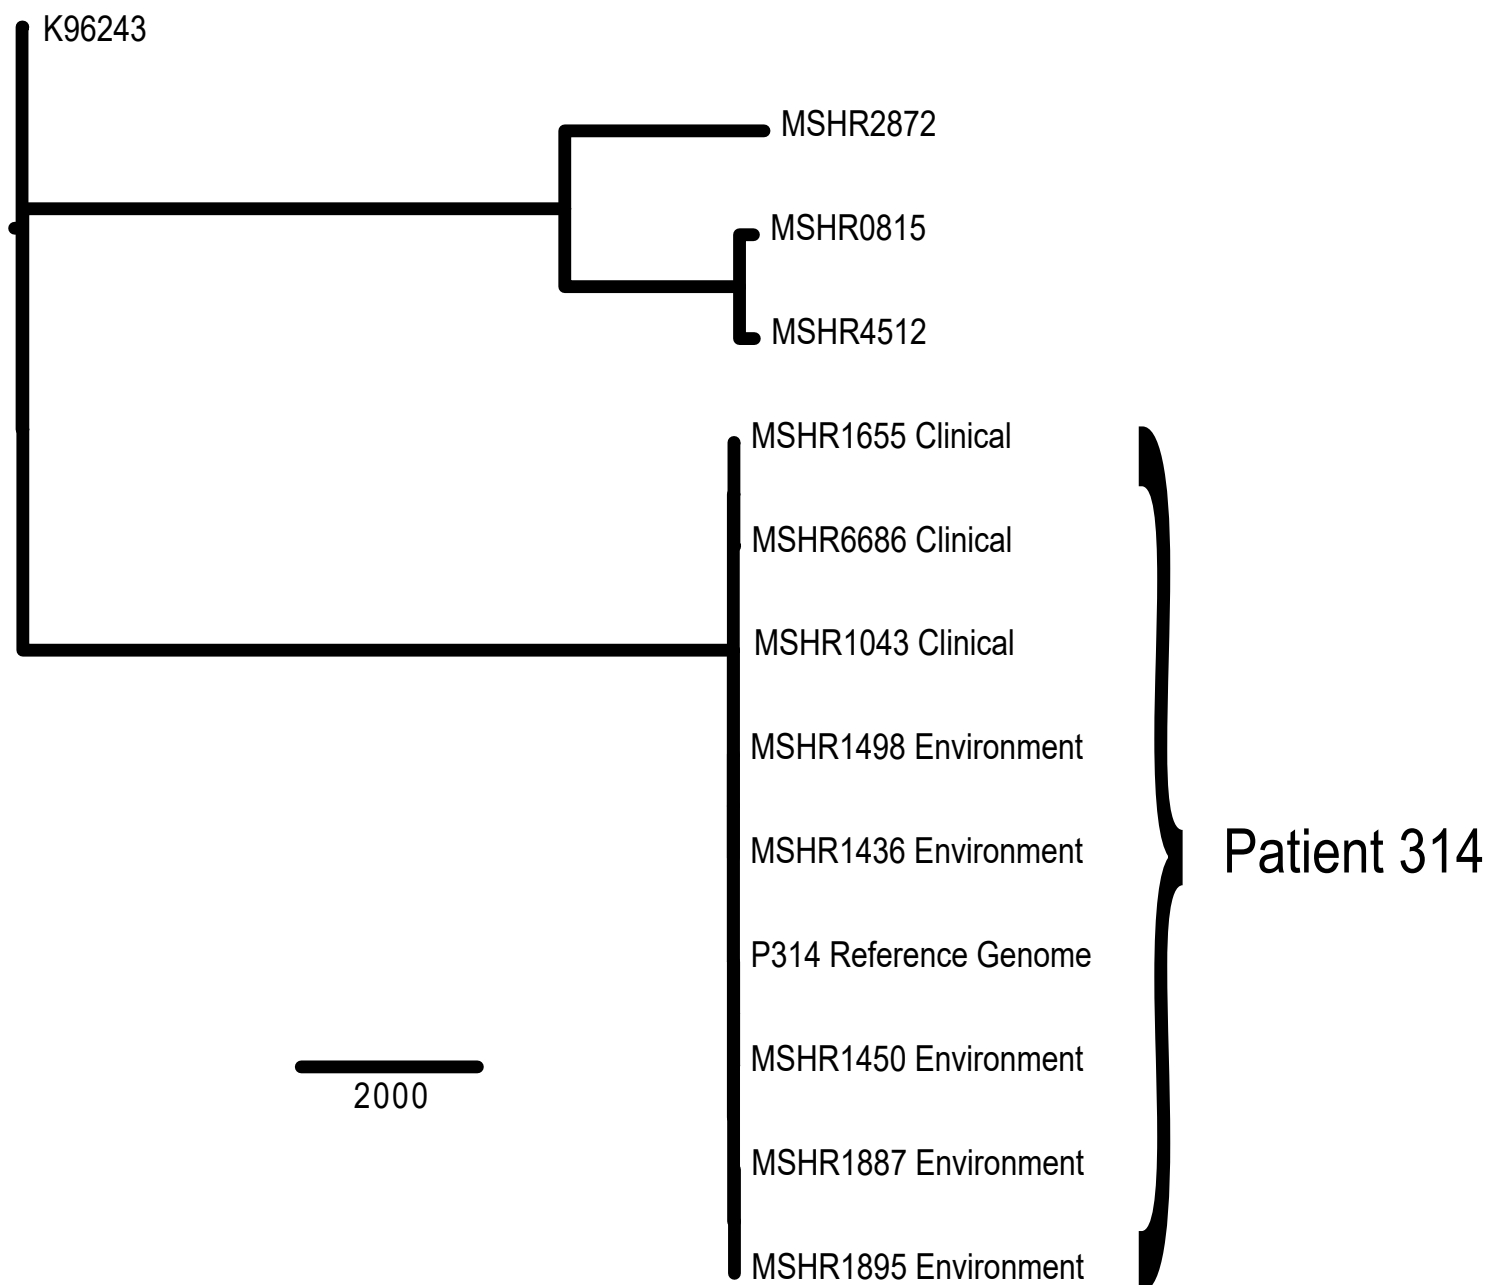 K96243
MSHR2872
MSHR0815
MSHR4512
MSHR1655 Clinical
MSHR6686 Clinical
MSHR1043 Clinical
MSHR1498 Environment
MSHR1436 Environment
Patient 314
P314 Reference Genome
MSHR1450 Environment
2000
MSHR1887 Environment
MSHR1895 Environment